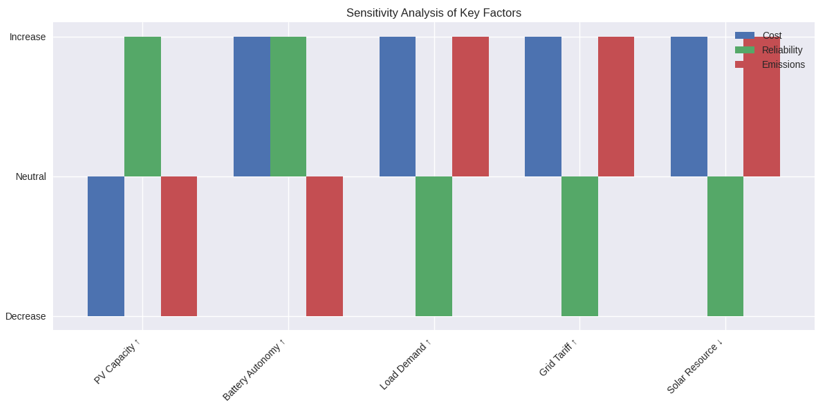 Sensitivity Analysis of Key Factors
Increase
Neutral
Decrease
Cost
Reliability
Emissions
PV Capacity ↑
Battery Autonomy ↑
Load Demand ↑
Grid Tariff ↑
Solar Resource ↓